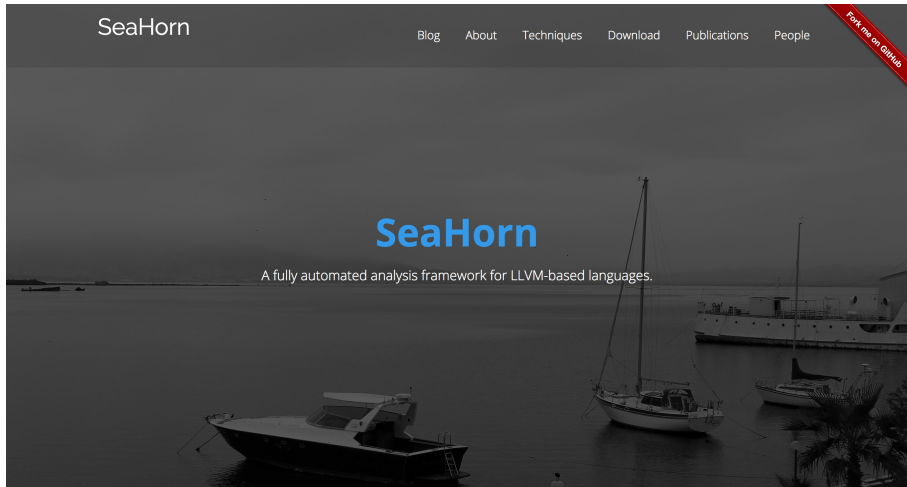 SeaHorn
Blog About Techniques Download Publications People
Fork me on GitHub
SeaHorn
A fully automated analysis framework for LLVM-based languages.